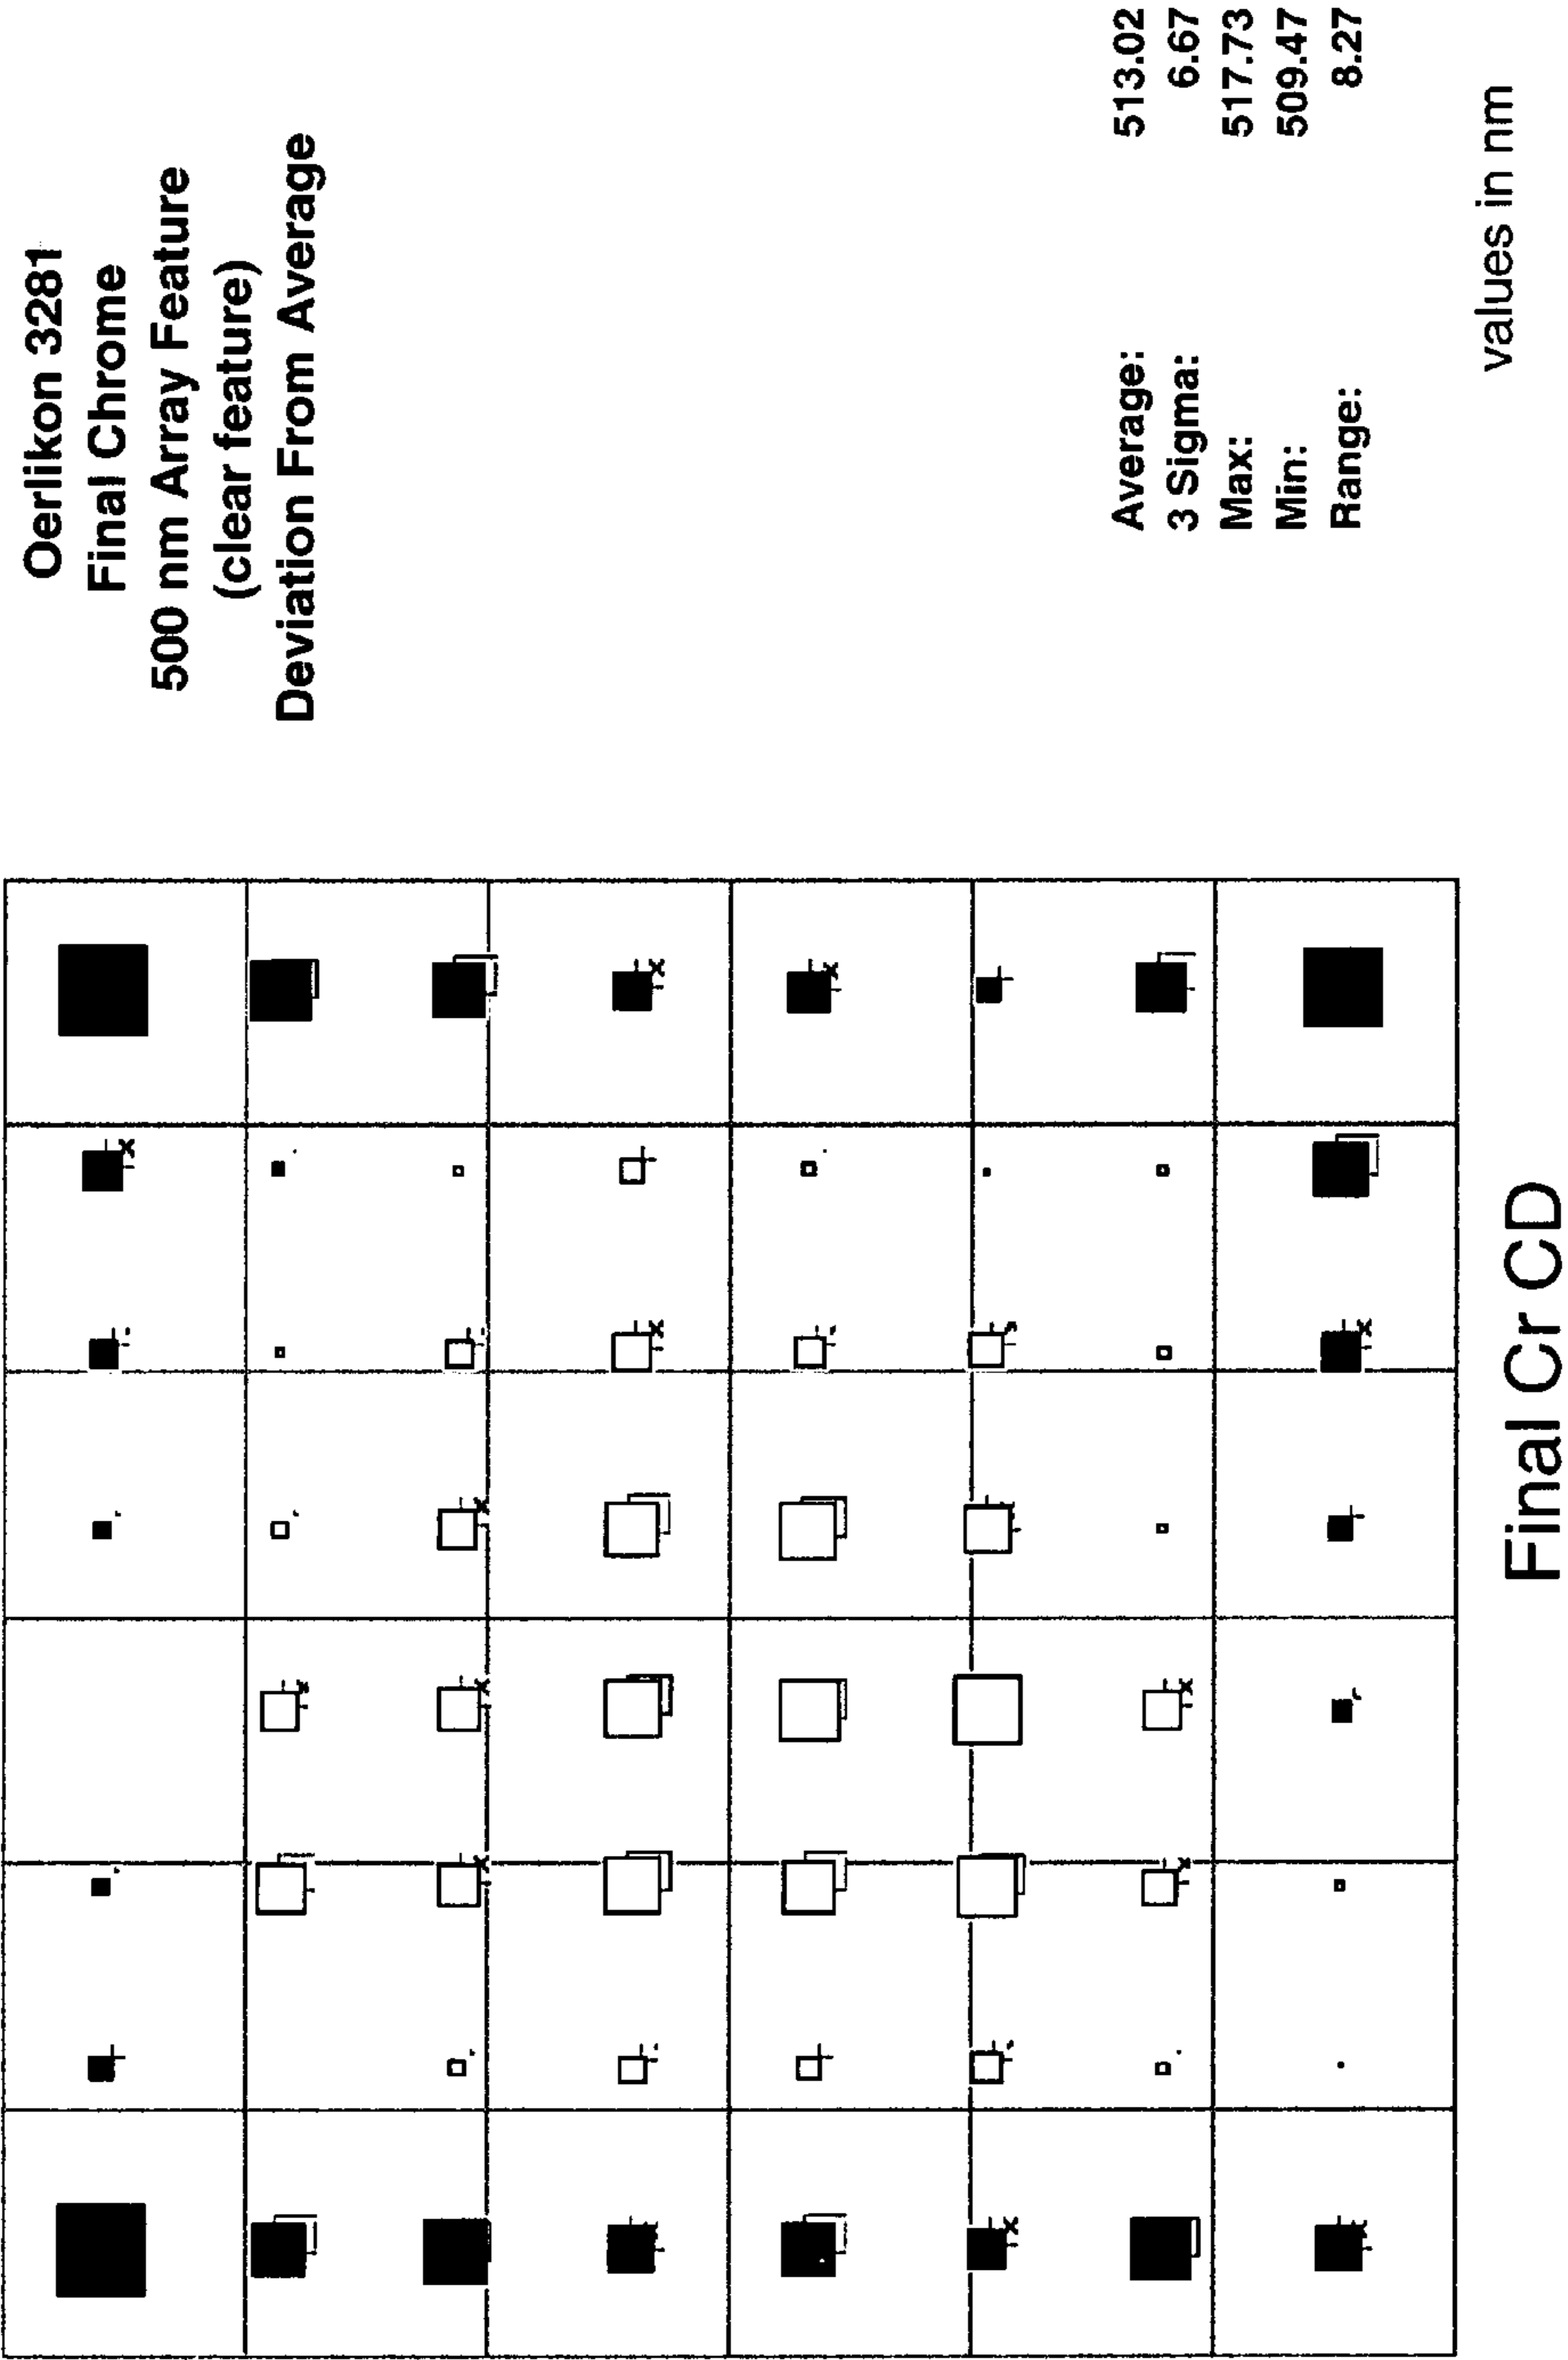 Oerlikon 3281
Final Chrome
500 nm Array Feature
(clear feature)
Deviation From Average
Average: 513.02
3 Sigma: 6.67
Max: 517.73
Min: 509.47
Range: 8.27
values in nm
Final Cr CD